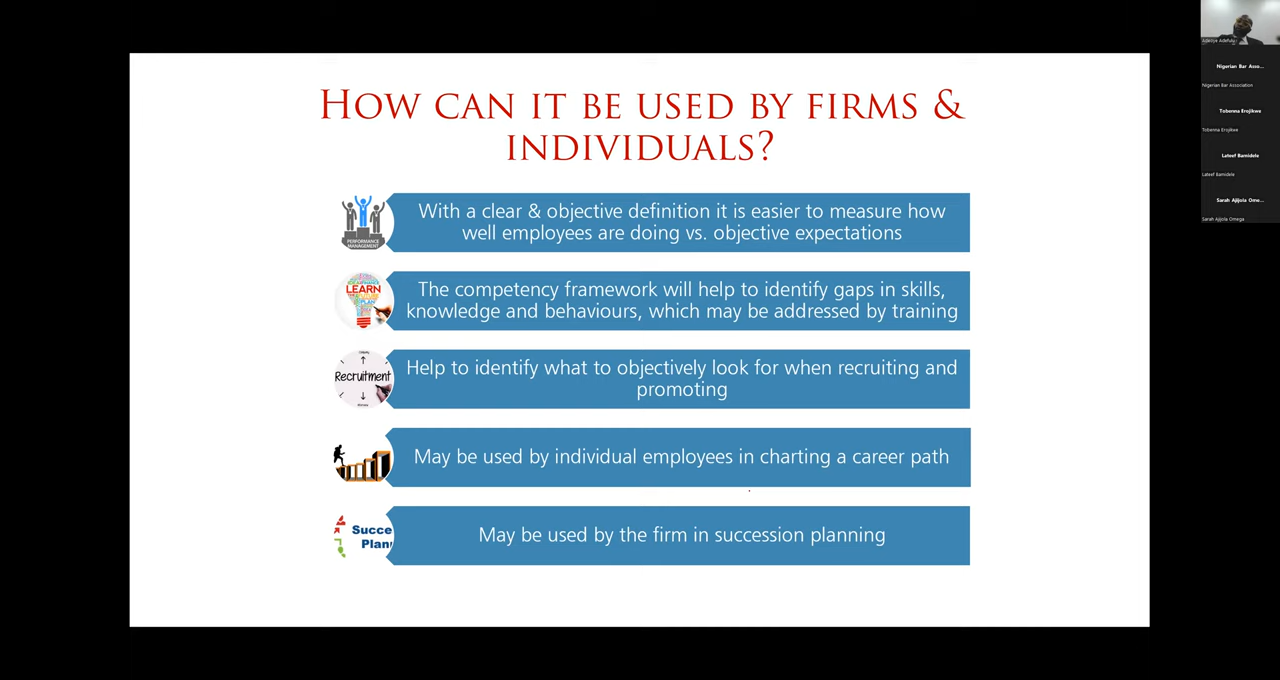 HOW CAN IT BE USED BY FIRMS &
INDIVIDUALS?
PERFORMANCE
MANAGEMENT
With a clear & objective definition it is easier to measure how
well employees are doing vs. objective expectations
LEARN
PLAN
The competency framework will help to identify gaps in skills,
knowledge and behaviours, which may be addressed by training
Recruitment
Help to identify what to objectively look for when recruiting and
promoting
May be used by individual employees in charting a career path
Succe
Plan
May be used by the firm in succession planning
Nigerian Bar Asso...
Nigerian Bar Association
Tobenna Erojikwe
Tobenna Erojikwe
Lateef Bamidele
Lateef Bamidele
Sarah Ajijola Ome...
Sarah Ajijola Omega